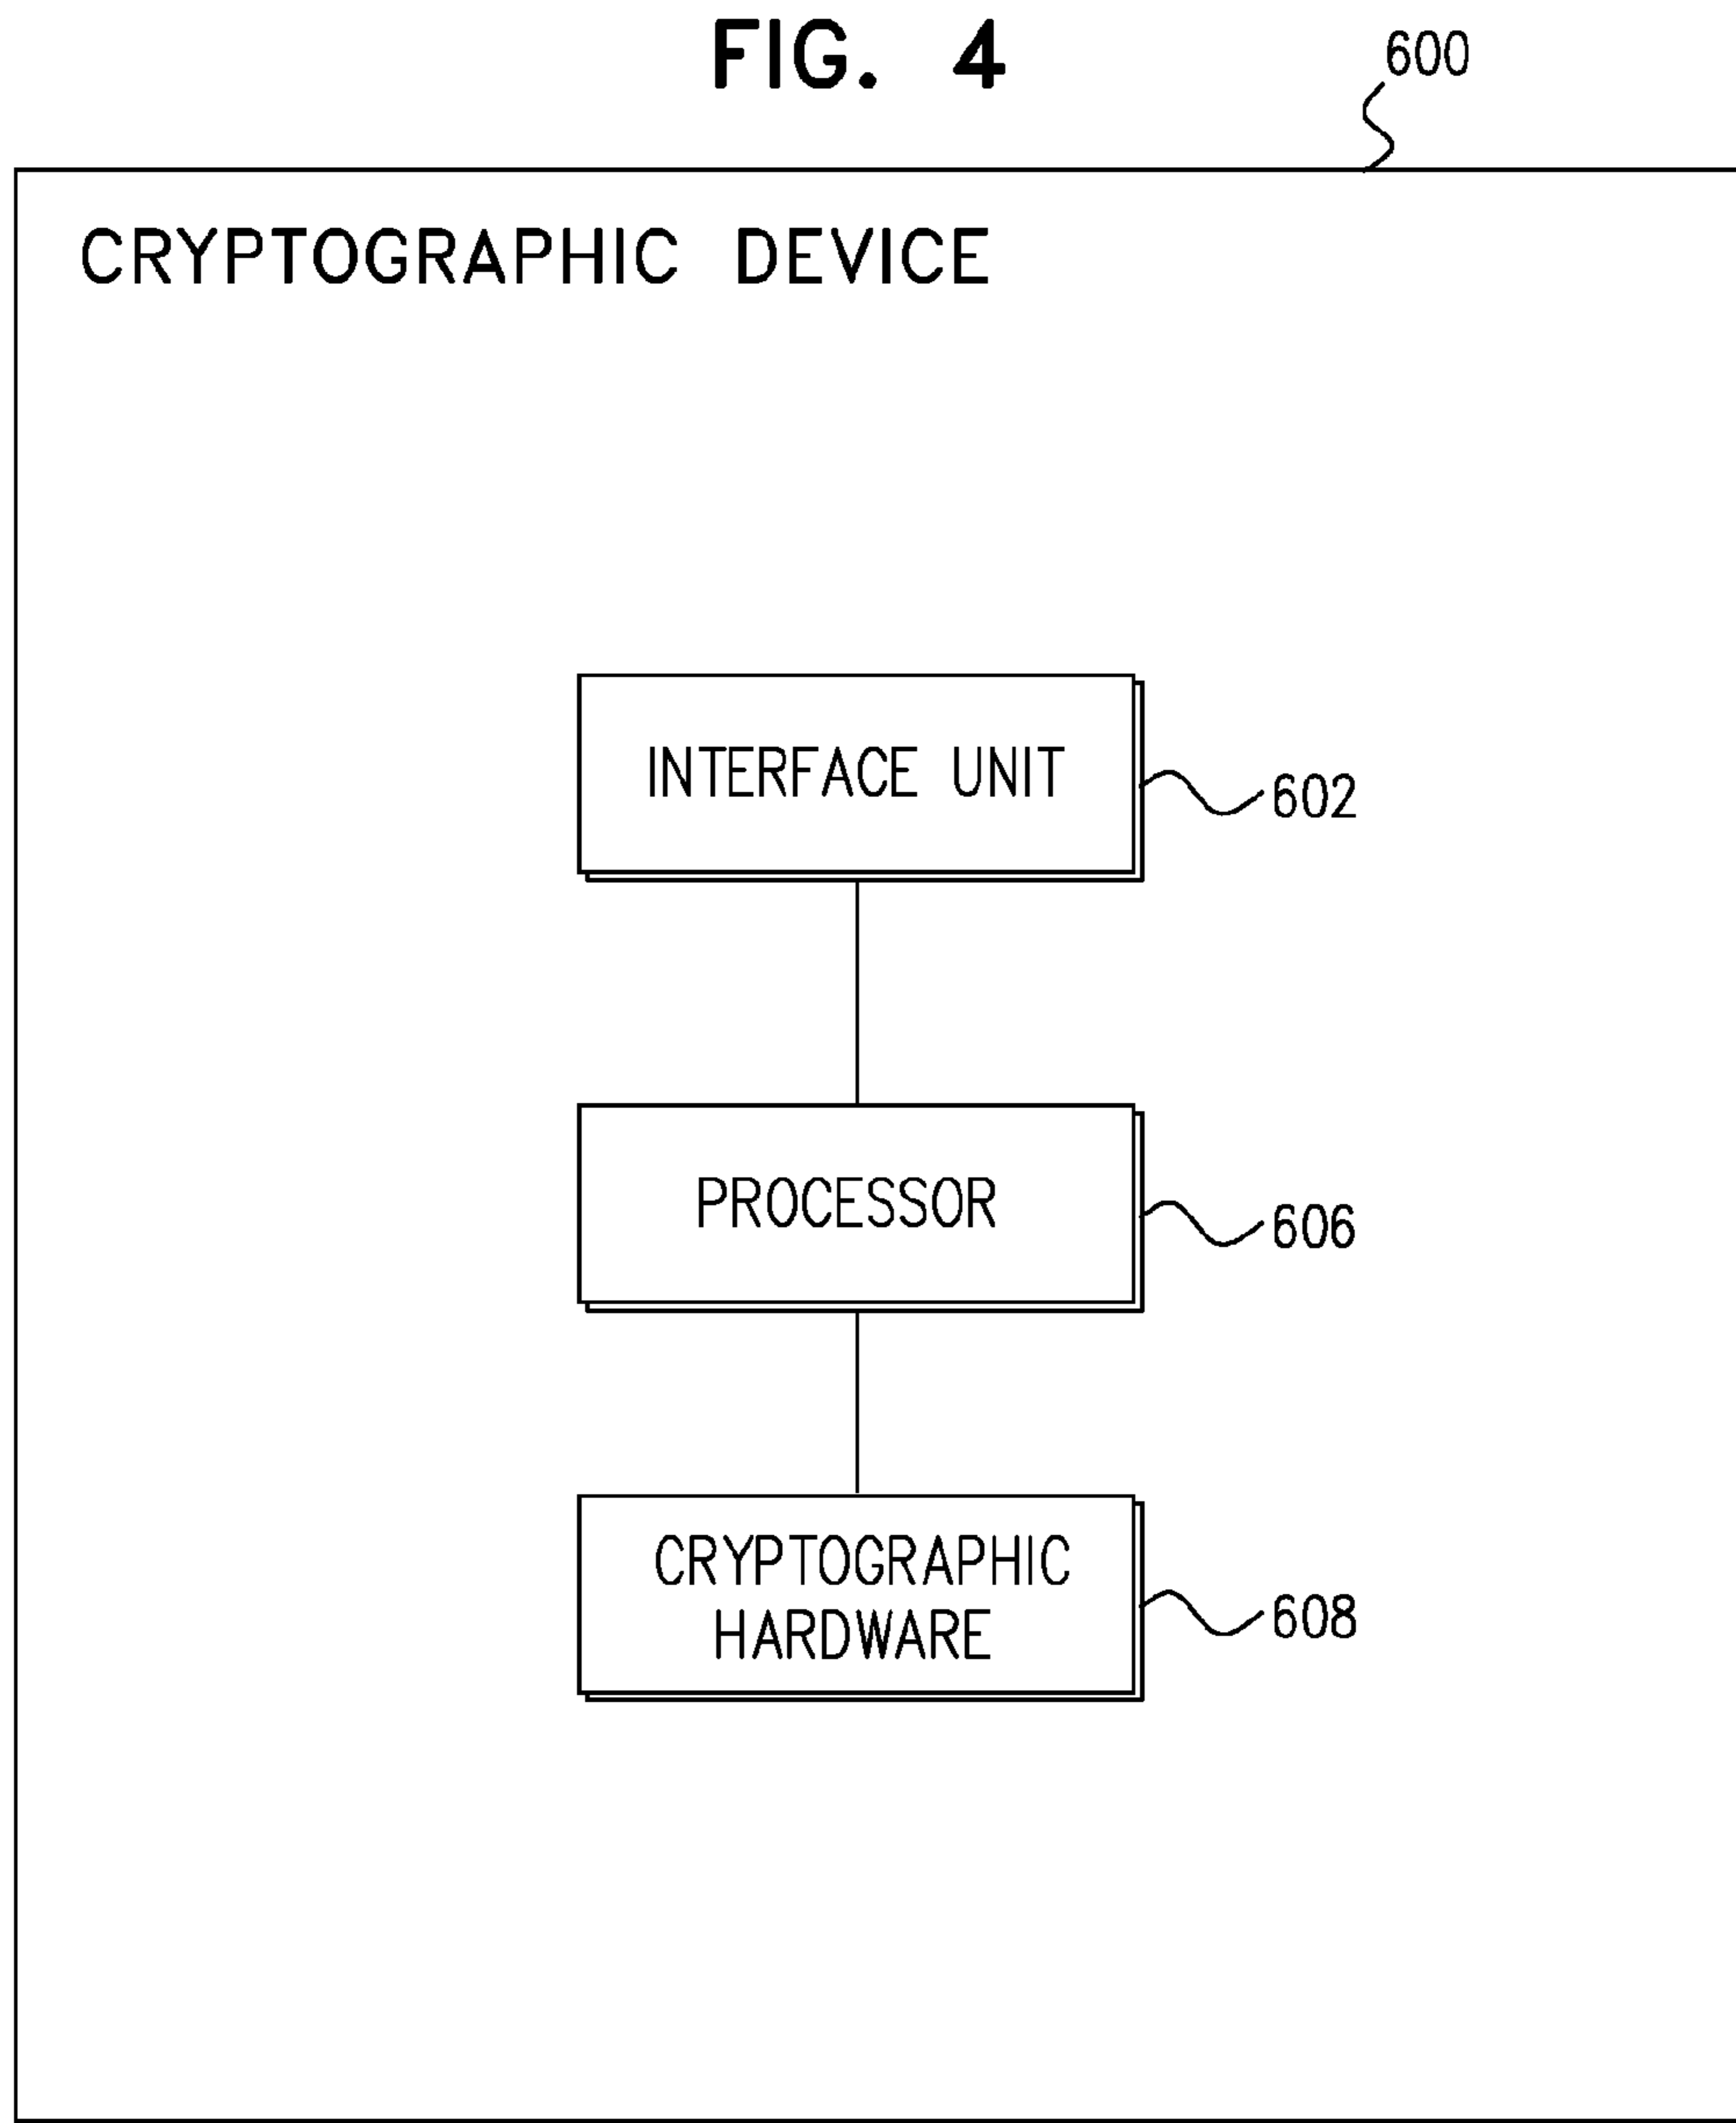 FIG. 4
600
CRYPTOGRAPHIC DEVICE
INTERFACE UNIT
602
PROCESSOR
606
CRYPTOGRAPHIC
HARDWARE
608